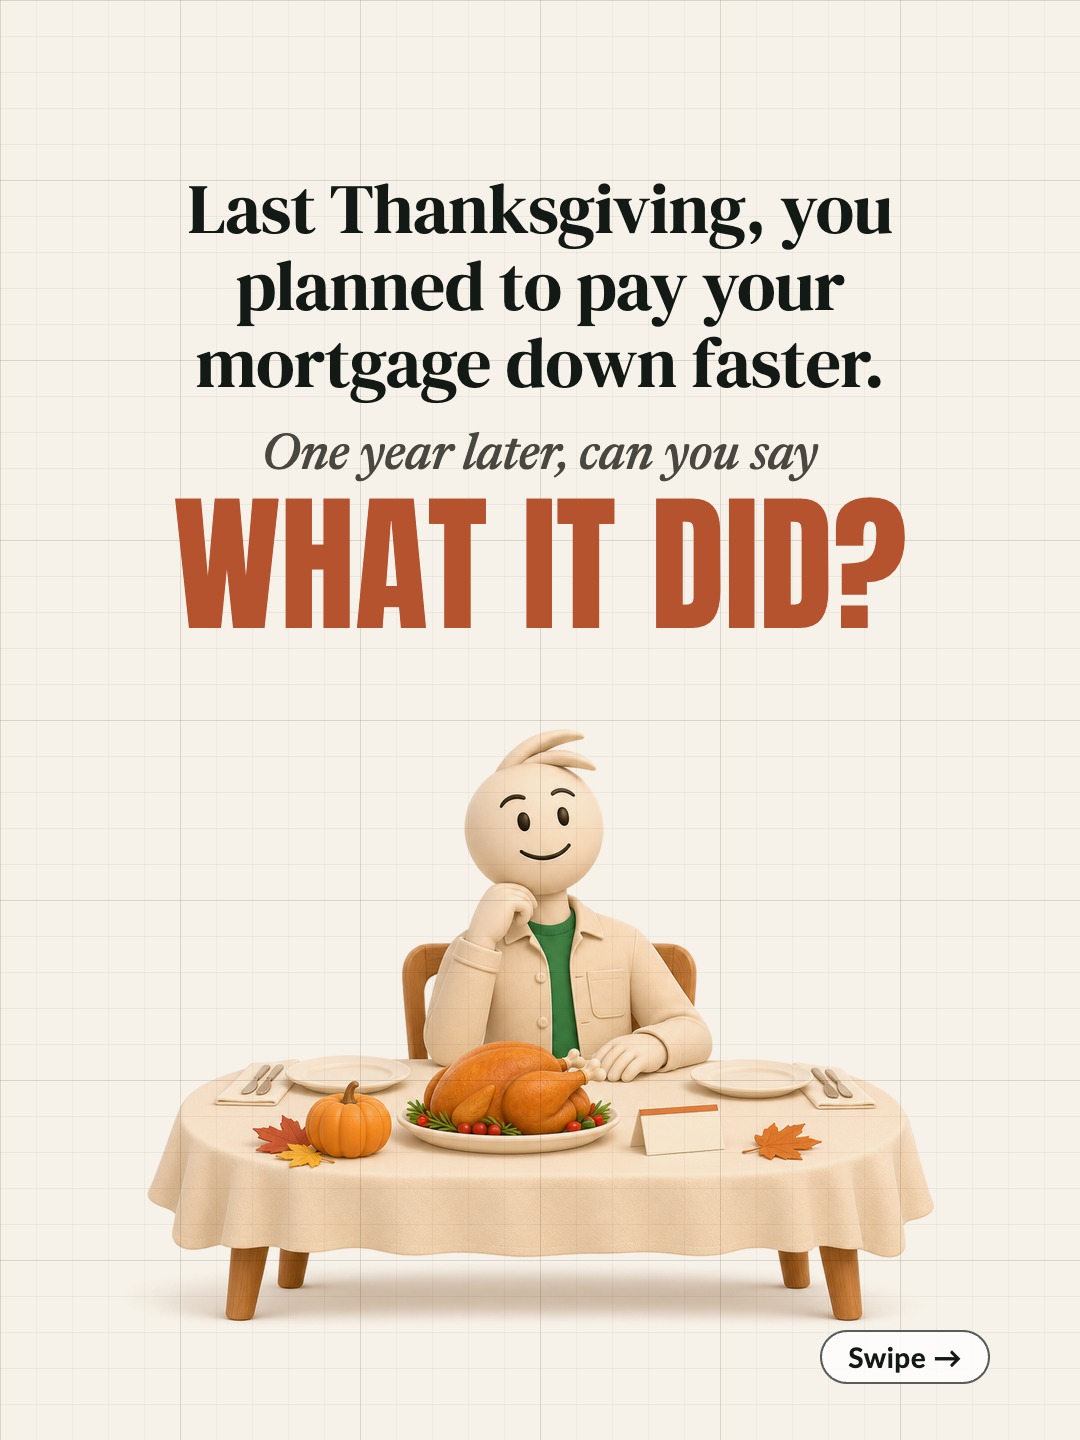 Last Thanksgiving, you
planned to pay your
mortgage down faster.
One year later, can you say
WHAT IT DID?
Swipe →